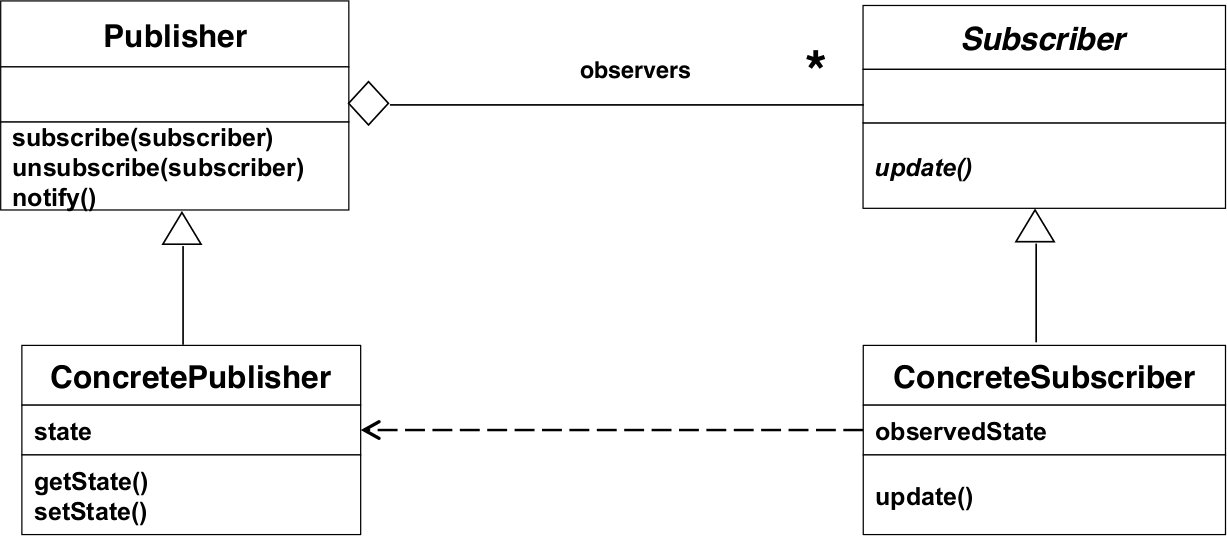 Publisher
subscribe(subscriber)
unsubscribe(subscriber)
notify()
observers
*
Subscriber
update()
ConcretePublisher
state
getState()
setState()
ConcreteSubscriber
observedState
update()